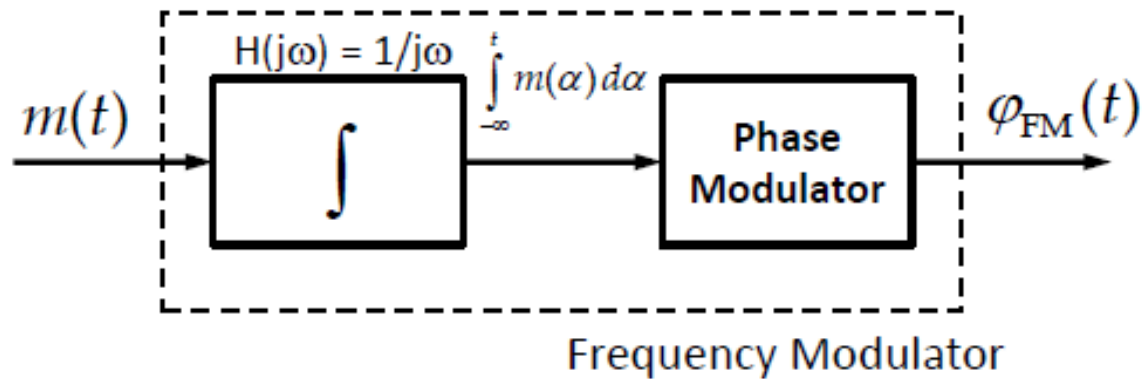 H(jω) = 1/jω
m(t)
∫
t
∫ m(α) dα
-∞
Phase
Modulator
φFM(t)
Frequency Modulator